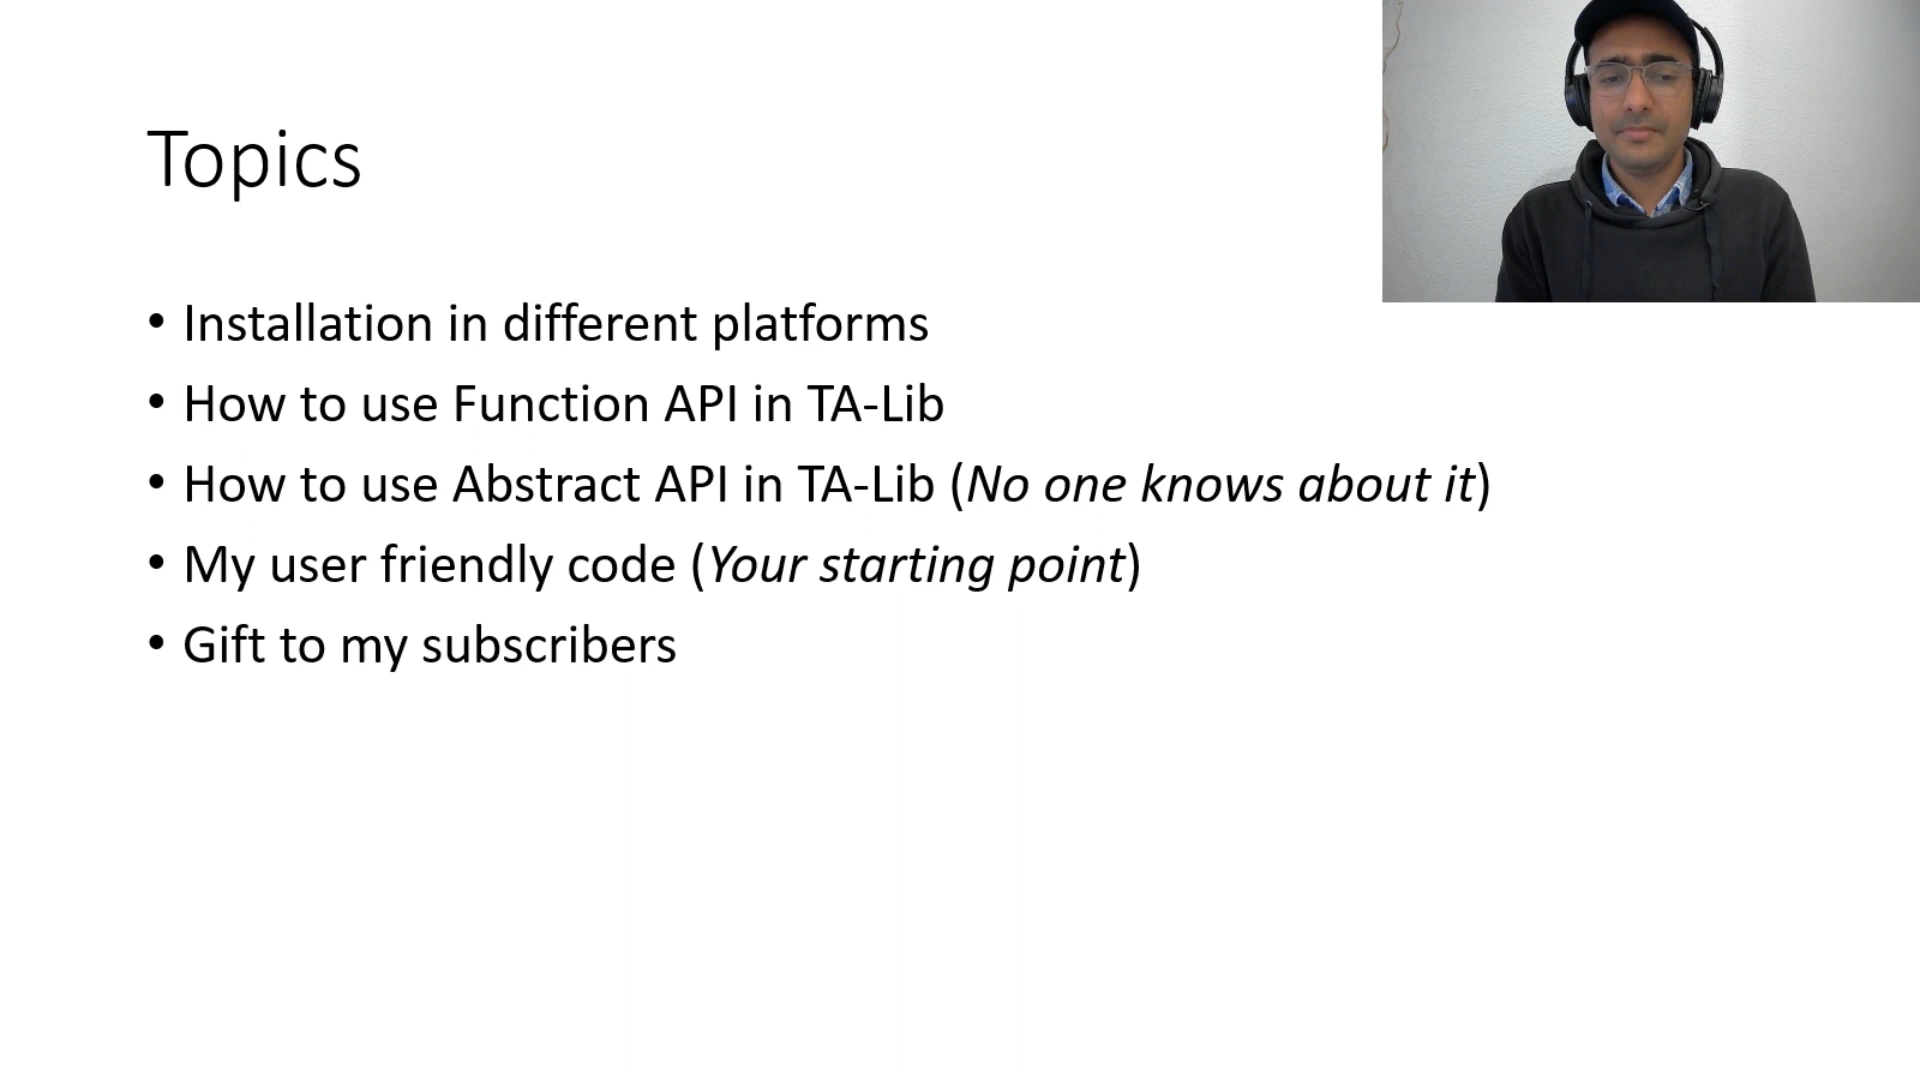 Topics
• Installation in different platforms
• How to use Function API in TA-Lib
• How to use Abstract API in TA-Lib (No one knows about it)
• My user friendly code (Your starting point)
• Gift to my subscribers